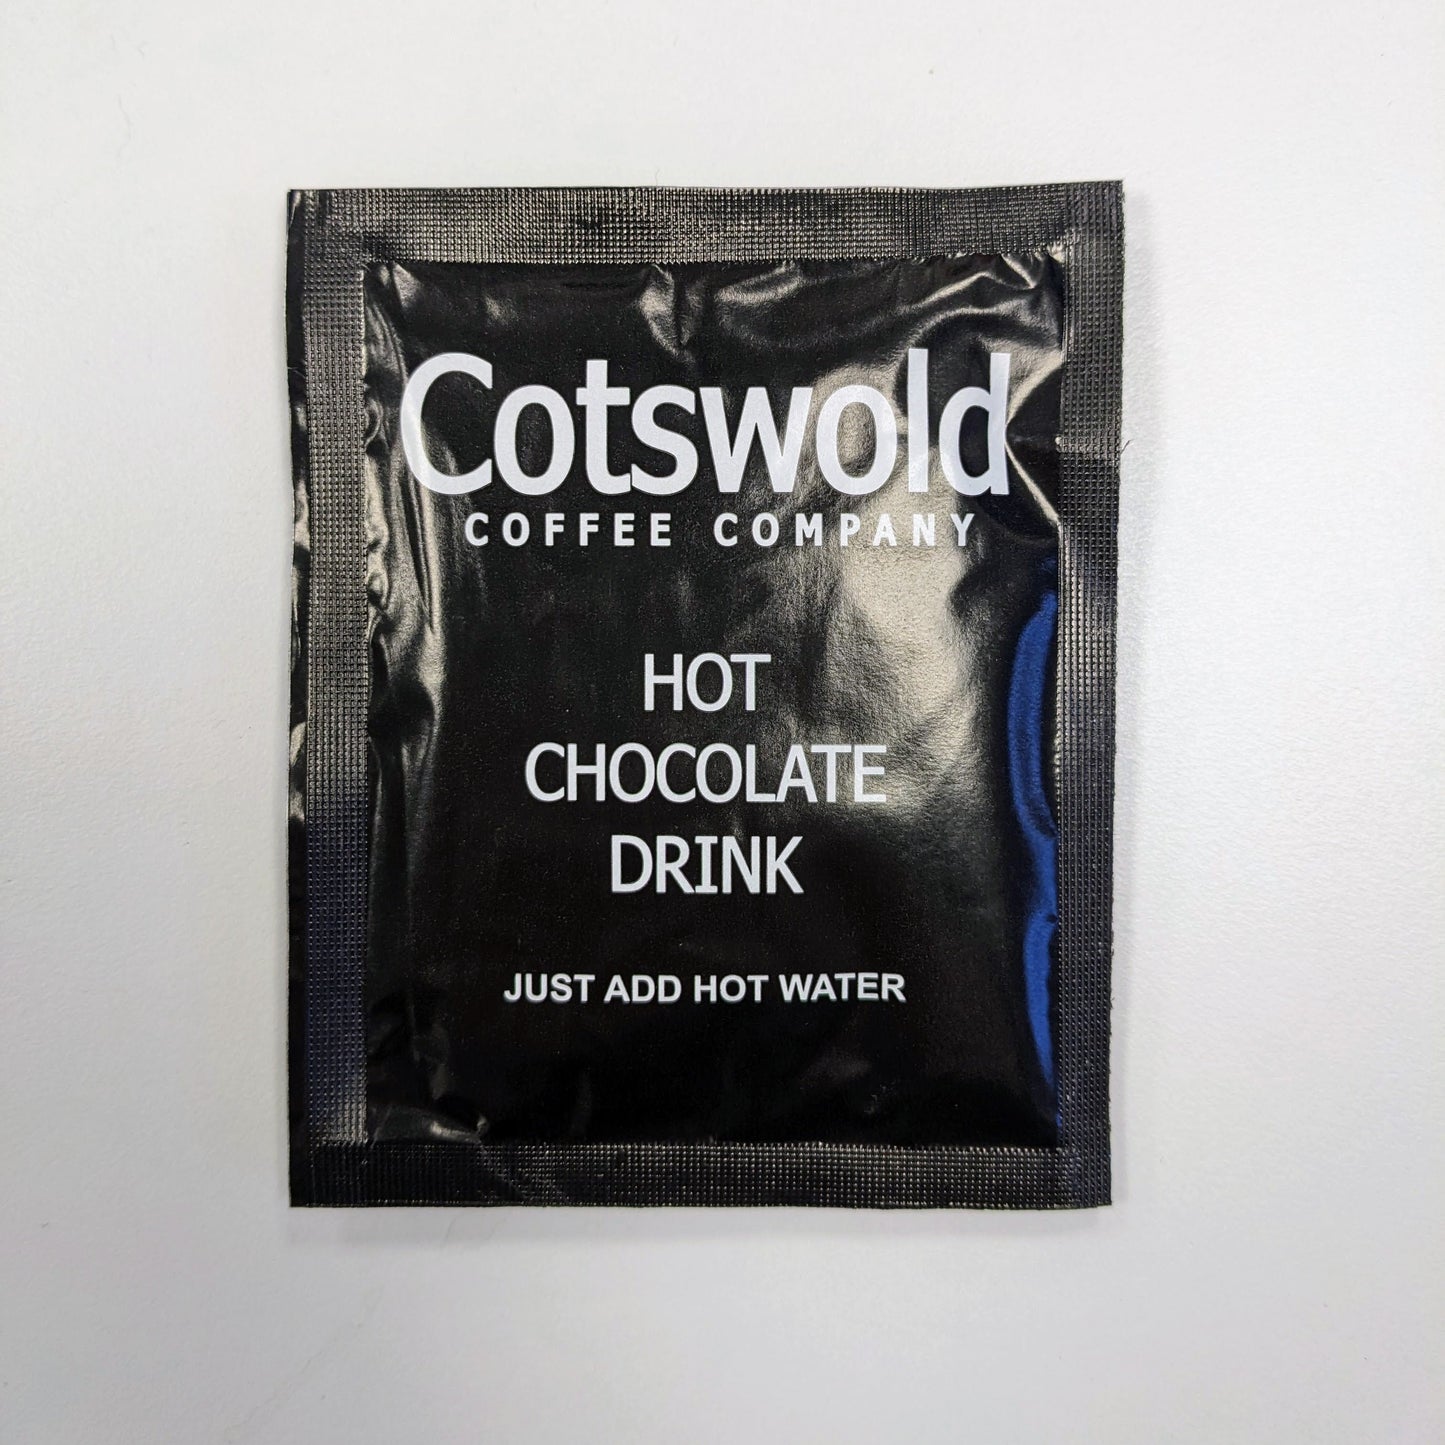 Cotswold
COFFEE COMPANY
HOT
CHOCOLATE
DRINK
JUST ADD HOT WATER